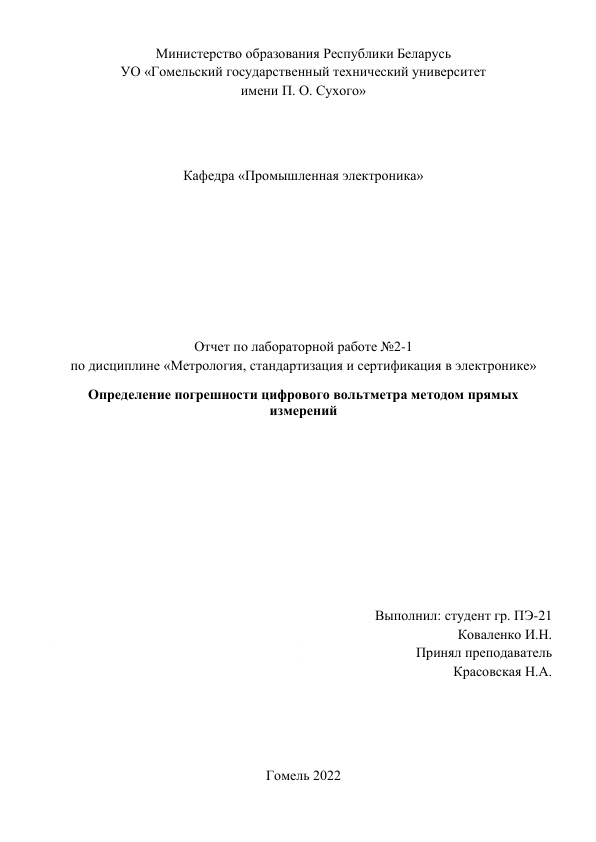 Министерство образования Республики Беларусь
УО «Гомельский государственный технический университет
имени П. О. Сухого»
Кафедра «Промышленная электроника»
Отчет по лабораторной работе №2-1
по дисциплине «Метрология, стандартизация и сертификация в электронике»
Определение погрешности цифрового вольтметра методом прямых
измерений
Выполнил: студент гр. ПЭ-21
Коваленко И.Н.
Принял преподаватель
Красовская Н.А.
Гомель 2022